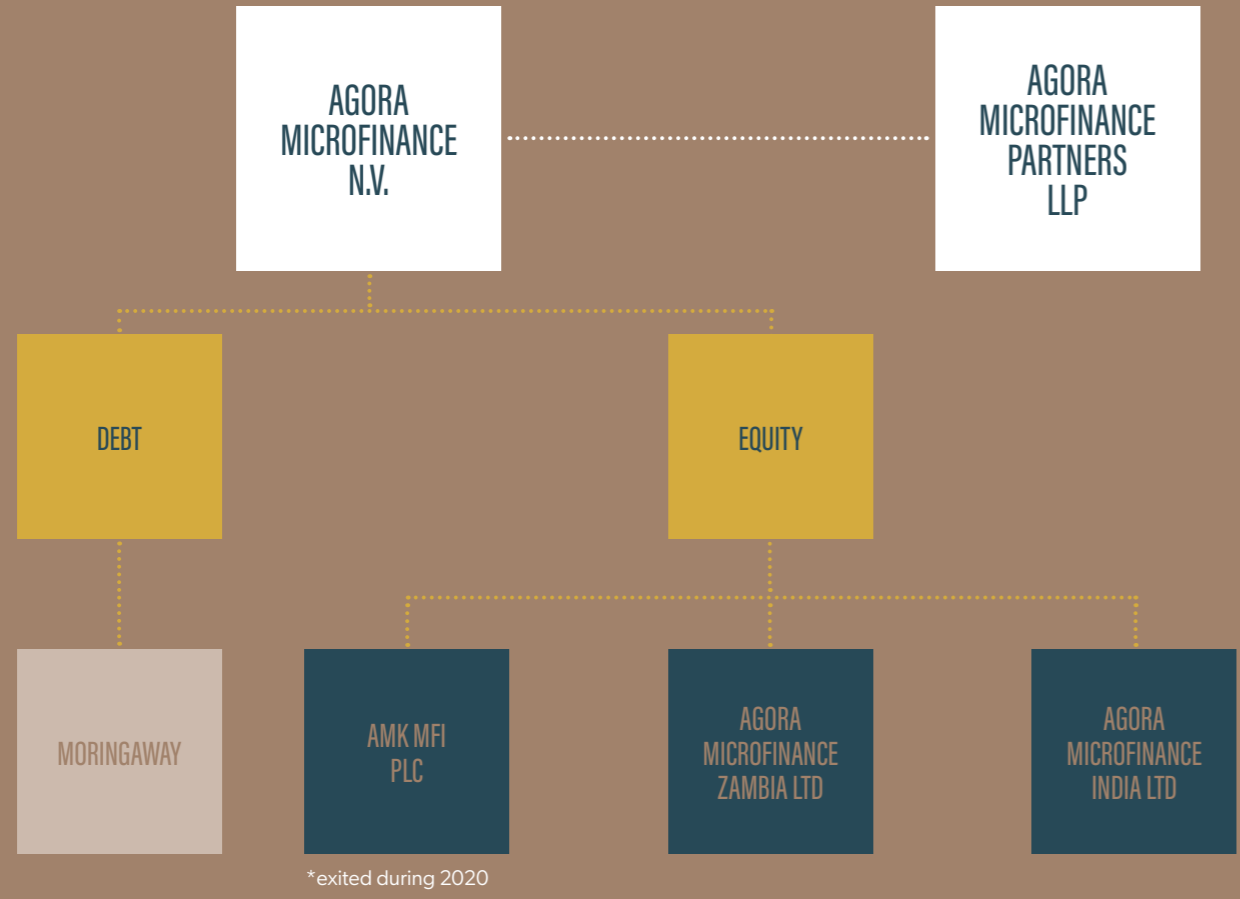 AGORA
MICROFINANCE
N.V.
AGORA
MICROFINANCE
PARTNERS
LLP
DEBT
EQUITY
MORINGAWAY
AMK MFI
PLC
AGORA
MICROFINANCE
ZAMBIA LTD
AGORA
MICROFINANCE
INDIA LTD
*exited during 2020